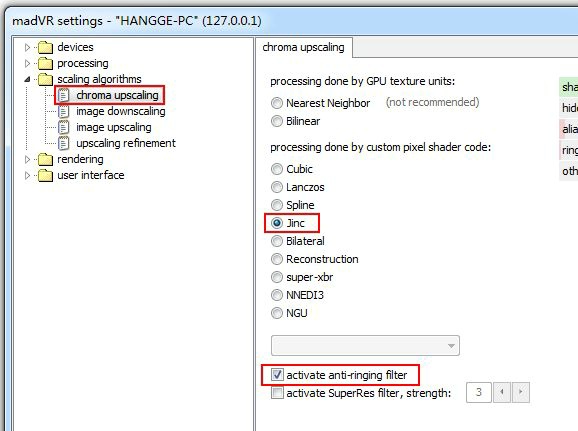 madVR settings - "HANGGE-PC" (127.0.0.1)
devices
processing
scaling algorithms
chroma upscaling
image downscaling
image upscaling
upscaling refinement
rendering
user interface
chroma upscaling
processing done by GPU texture units:
Nearest Neighbor (not recommended)
Bilinear
processing done by custom pixel shader code:
Cubic
Lanczos
Spline
Jinc
Bilateral
Reconstruction
super-xbr
NNEDI3
NGU
activate anti-ringing filter
activate SuperRes filter, strength: 3
sha
hide
alia
ring
oth